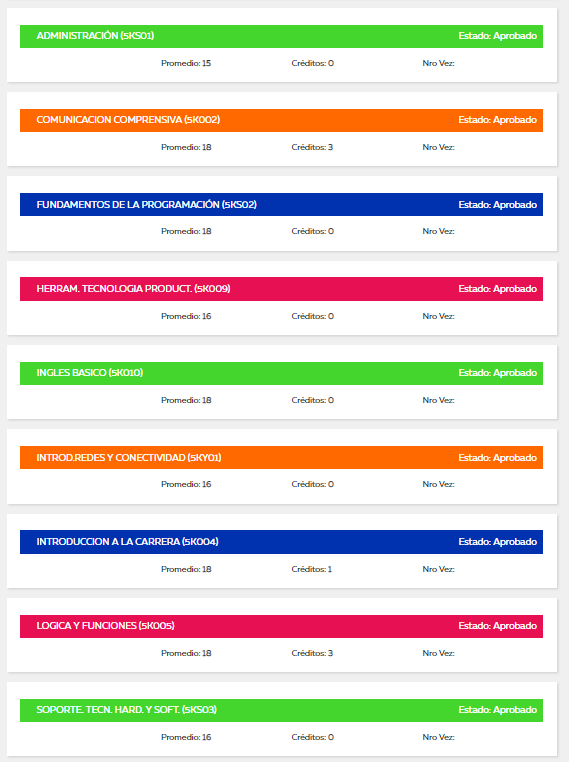 ADMINISTRACIÓN (5KS01) Estado: Aprobado
Promedio: 15 Créditos: 0 Nro Vez:
COMUNICACION COMPRENSIVA (5K002) Estado: Aprobado
Promedio: 18 Créditos: 3 Nro Vez:
FUNDAMENTOS DE LA PROGRAMACIÓN (5KS02) Estado: Aprobado
Promedio: 18 Créditos: 0 Nro Vez:
HERRAM. TECNOLOGIA PRODUCT. (5K009) Estado: Aprobado
Promedio: 16 Créditos: 0 Nro Vez:
INGLES BASICO (5K010) Estado: Aprobado
Promedio: 18 Créditos: 0 Nro Vez:
INTROD.REDES Y CONECTIVIDAD (5KY01) Estado: Aprobado
Promedio: 16 Créditos: 0 Nro Vez:
INTRODUCCION A LA CARRERA (5K004) Estado: Aprobado
Promedio: 18 Créditos: 1 Nro Vez:
LOGICA Y FUNCIONES (5K005) Estado: Aprobado
Promedio: 18 Créditos: 3 Nro Vez:
SOPORTE. TECN. HARD. Y SOFT. (5KS03) Estado: Aprobado
Promedio: 16 Créditos: 0 Nro Vez: